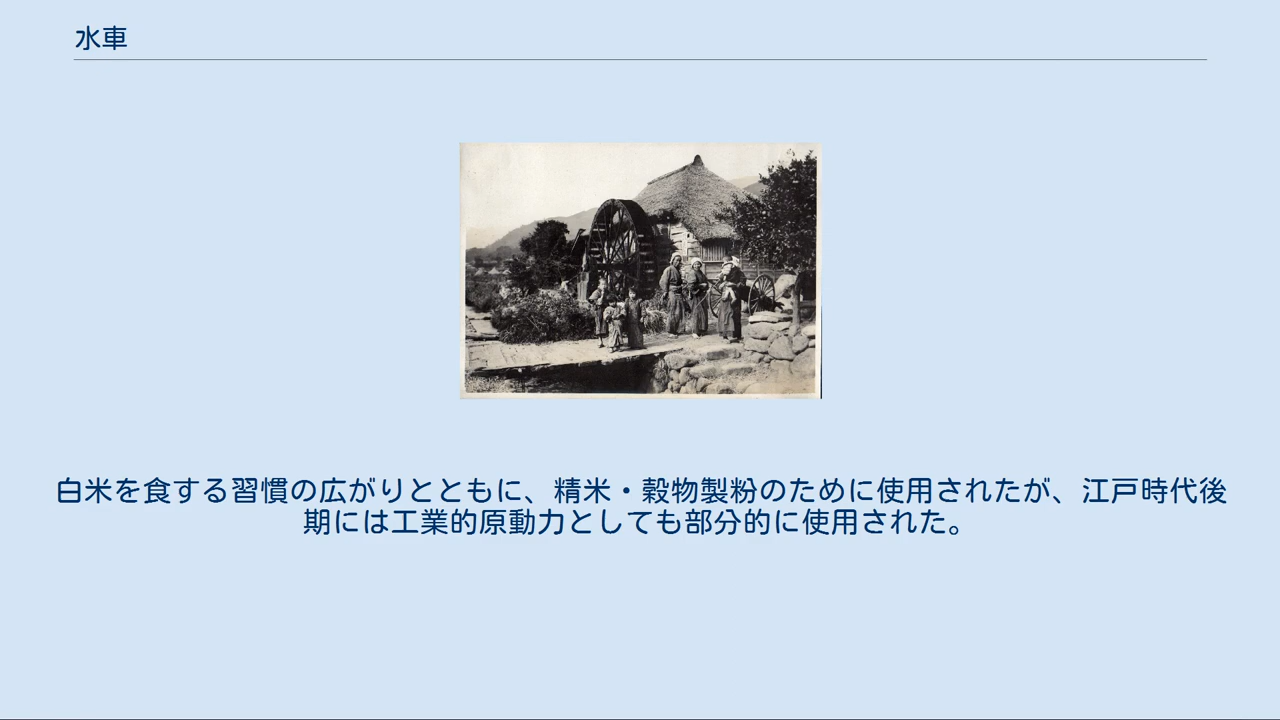 水車
白米を食する習慣の広がりとともに、精米・穀物製粉のために使用されたが、江戸時代後
期には工業的原動力としても部分的に使用された。